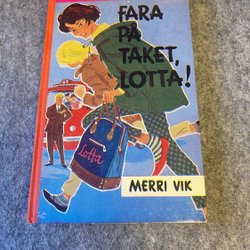 FARA
PÅ
TAKET,
LOTTA!
Lotta
MERRI VIK